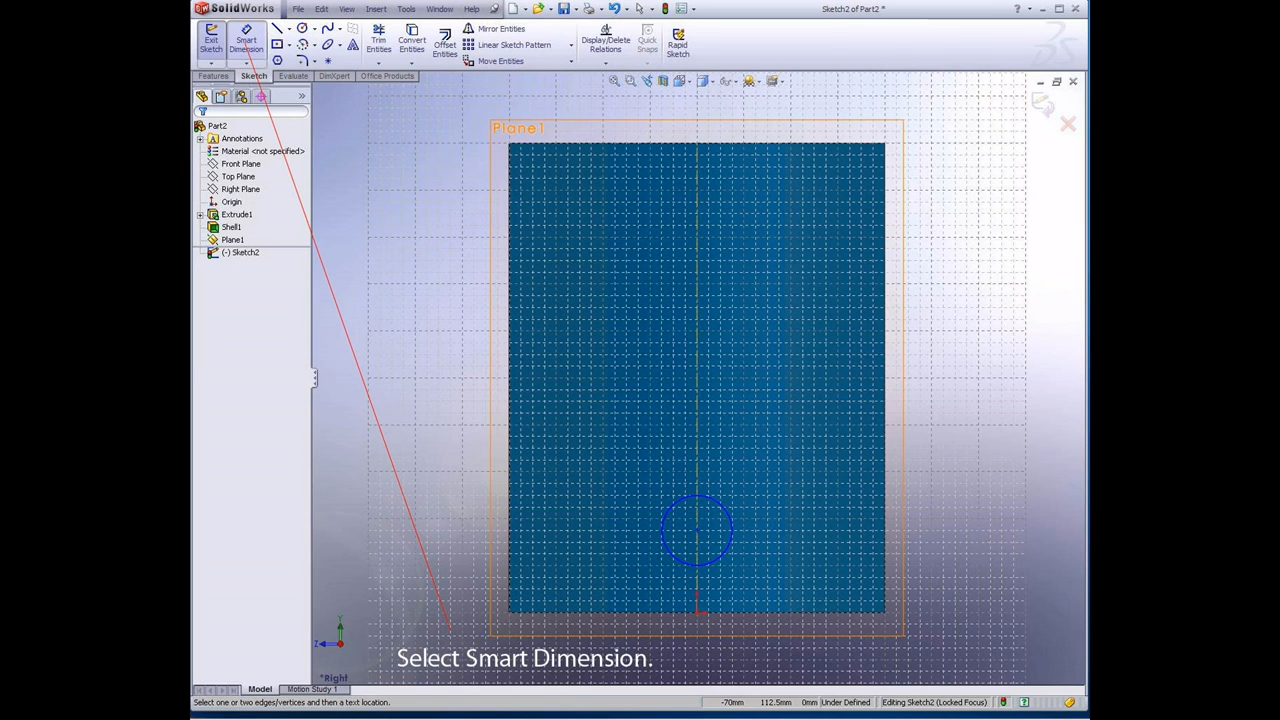 SolidWorks
File
Edit
View
Insert
Tools
Window
Help
Sketch2 of Part2 *
Exit Sketch
Smart Dimension
Trim Entities
Convert Entities
Offset Entities
Mirror Entities
Linear Sketch Pattern
Move Entities
Display/Delete Relations
Quick Snaps
Rapid Sketch
Features
Sketch
Evaluate
DimXpert
Office Products
Part2
Annotations
Material <not specified>
Front Plane
Top Plane
Right Plane
Origin
Extrude1
Shell1
Plane1
(-) Sketch2
Plane1
Y
Z
*Right
Select Smart Dimension.
Model
Motion Study 1
Select one or two edges/vertices and then a text location.
-70mm
112.5mm
0mm
Under Defined
Editing Sketch2 (Locked Focus)